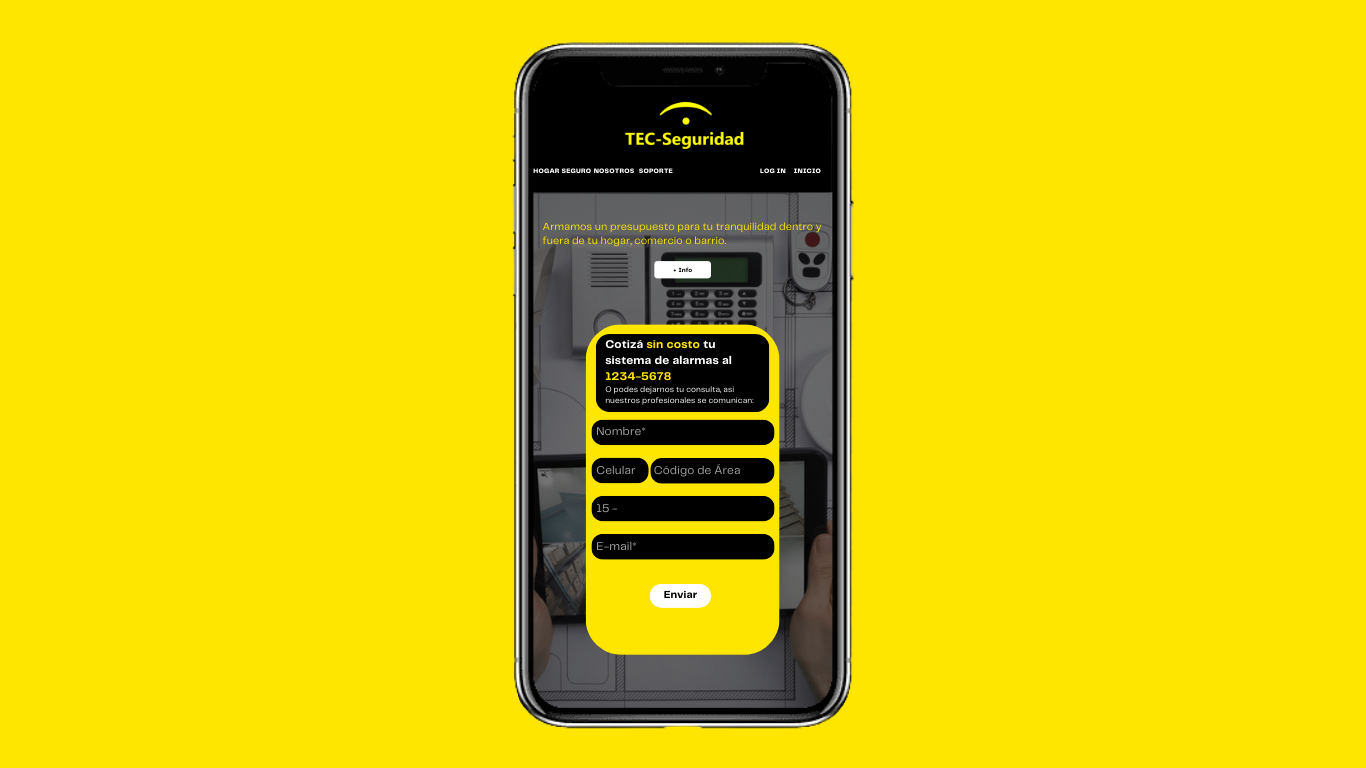 TEC-Seguridad
HOGAR SEGURO NOSOTROS SOPORTE LOG IN INICIO
Armamos un presupuesto para tu tranquilidad dentro y
fuera de tu hogar, comercio o barrio.
+ Info
Cotizá sin costo tu
sistema de alarmas al
1234-5678
O podes dejarnos tu consulta, asi
nuestros profesionales se comunican:
Nombre*
Celular Código de Área
15 -
E-mail*
Enviar